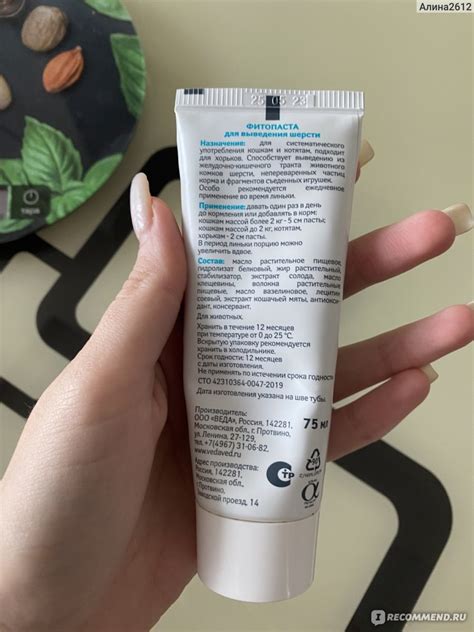 Алина2612
25 05 23
ФИТОПАСТА
для выведения шерсти
Назначение: для систематического
употребления кошкам и котятам, подходит
для хорьков. Способствует выведению из
желудочно-кишечного тракта животного
комков шерсти, непереваренных частиц
корма и фрагментов съеденных игрушек.
Особо рекомендуется ежедневное
применение во время линьки.
Применение: давать один раз в день
до кормления или добавлять в корм:
кошкам массой более 2 кг - 5 см пасты;
кошкам массой до 2 кг, котятам,
хорькам - 2 см пасты.
В период линьки порцию можно
увеличить вдвое.
Состав: масло растительное пищевое,
гидролизат белковый, жир растительный,
стабилизатор, экстракт солода, масло
клещевины, волокна растительные
пищевые, масло вазелиновое, лецитин
соевый, экстракт кошачьей мяты, антиокси-
дант, консервант.
Для животных.
Хранить в течение 12 месяцев
при температуре от 0 до 25 °С.
Вскрытую упаковку рекомендуется
хранить в холодильнике.
Срок годности: 12 месяцев
с даты изготовления.
Не применять по истечении срока годности
СТО 42310364-0047-2019
Дата изготовления указана на шве тубы.
Производитель:
ООО «ВЕДА», Россия, 142281,
Московская обл., г. Протвино,
ул. Ленина, 27-129,
т./ф. +7(4967) 31-06-82,
www.vedaved.ru
Адрес производства:
Россия, 142281,
Московская обл.,
г. Протвино,
Заводской проезд, 14
75 мл
СТР
тара
I RECOMMEND.RU